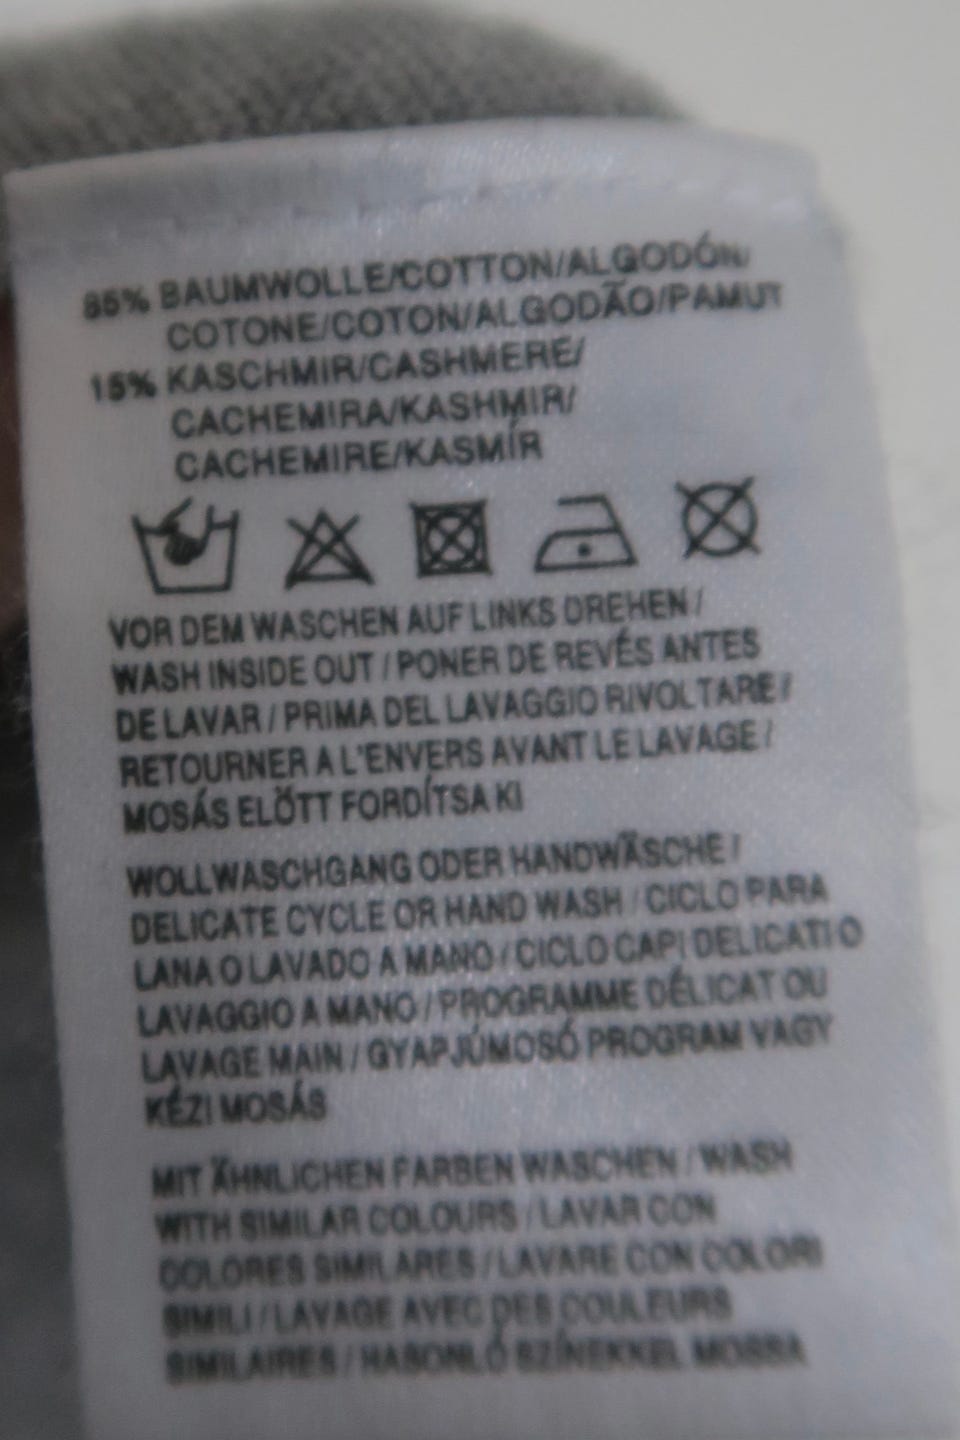 85% BAUMWOLLE/COTTON/ALGODÓN/
COTONE/COTON/ALGODÃO/PAMUT
15% KASCHMIR/CASHMERE/
CACHEMIRA/KASHMIR/
CACHEMIRE/KASMÍR
VOR DEM WASCHEN AUF LINKS DREHEN /
WASH INSIDE OUT / PONER DE REVÉS ANTES
DE LAVAR / PRIMA DEL LAVAGGIO RIVOLTARE /
RETOURNER A L'ENVERS AVANT LE LAVAGE /
MOSÁS ELŐTT FORDÍTSA KI
WOLLWASCHGANG ODER HANDWÄSCHE /
DELICATE CYCLE OR HAND WASH / CICLO PARA
LANA O LAVADO A MANO / CICLO CAPI DELICATI O
LAVAGGIO A MANO / PROGRAMME DÉLICAT OU
LAVAGE MAIN / GYAPJÚMOSÓ PROGRAM VAGY
KÉZI MOSÁS
MIT ÄHNLICHEN FARBEN WASCHEN / WASH
WITH SIMILAR COLOURS / LAVAR CON
COLORES SIMILARES / LAVARE CON COLORI
SIMILI / LAVAGE AVEC DES COULEURS
SIMILAIRES / HASONLÓ SZÍNEKKEL MOSSA